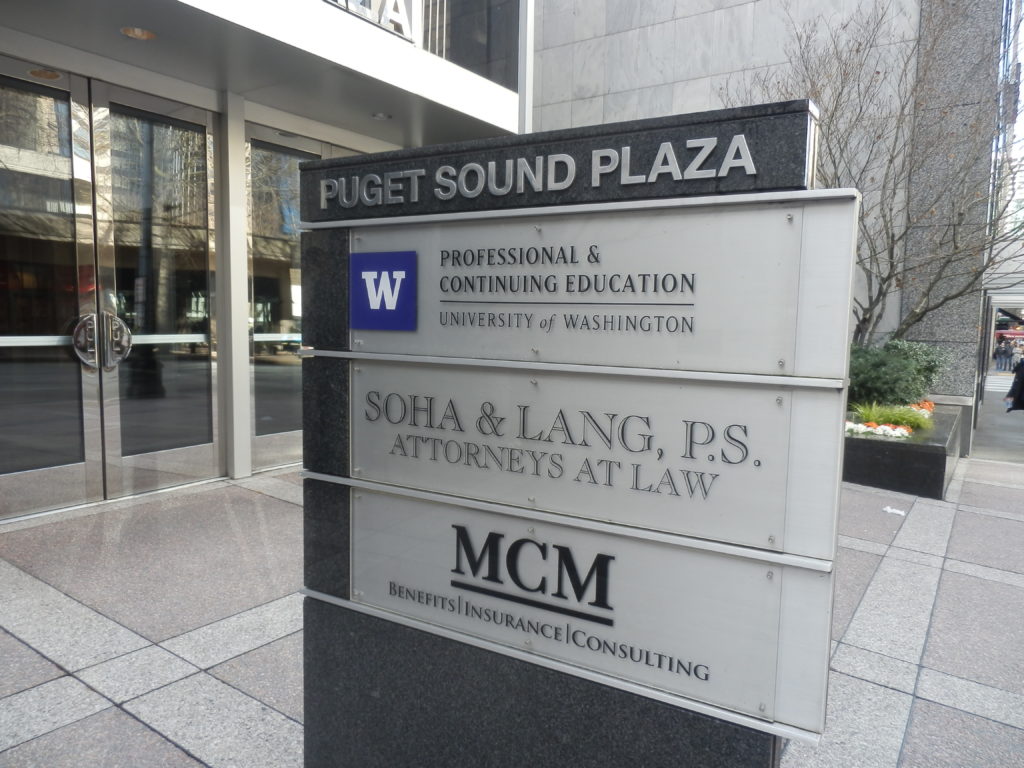 PUGET SOUND PLAZA
W
PROFESSIONAL &
CONTINUING EDUCATION
UNIVERSITY of WASHINGTON
SOHA & LANG, P.S.
ATTORNEYS AT LAW
MCM
BENEFITS|INSURANCE|CONSULTING